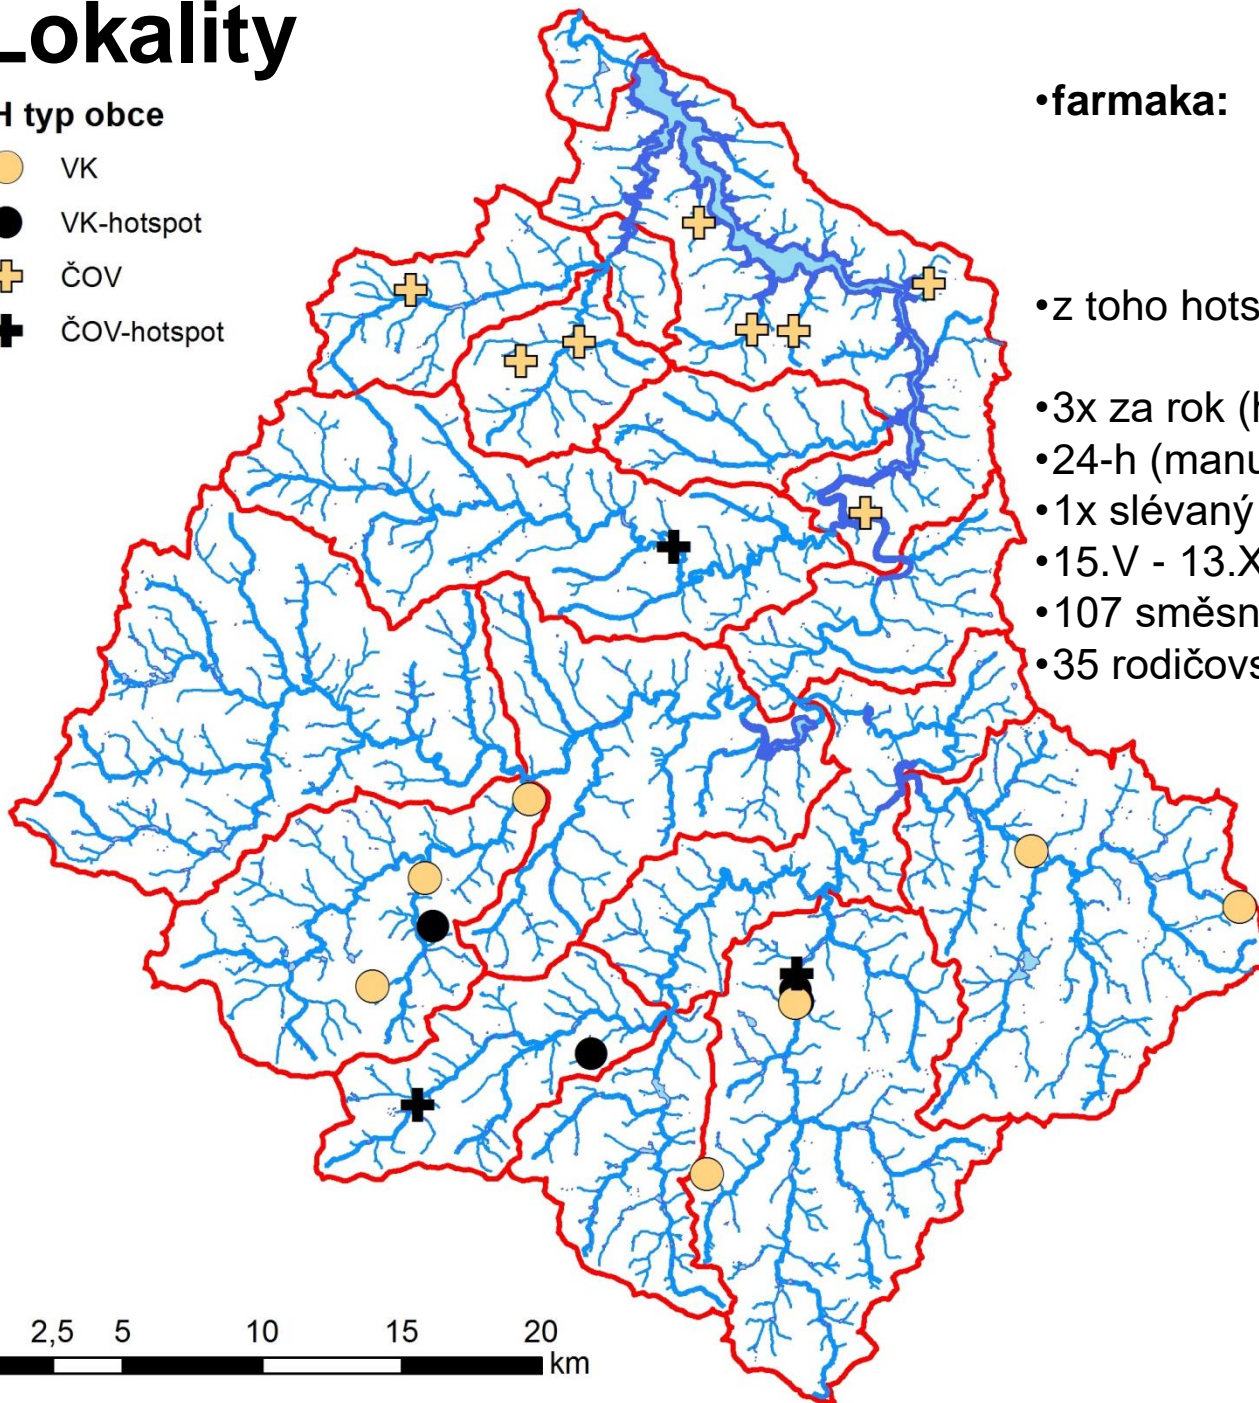 Lokality
H typ obce
VK
VK-hotspot
ČOV
ČOV-hotspot
•farmaka:
•z toho hots
•3x za rok (
•24-h (manu
•1x slévaný
•15.V - 13.X
•107 směsn
•35 rodičovs
2,5 5 10 15 20
km